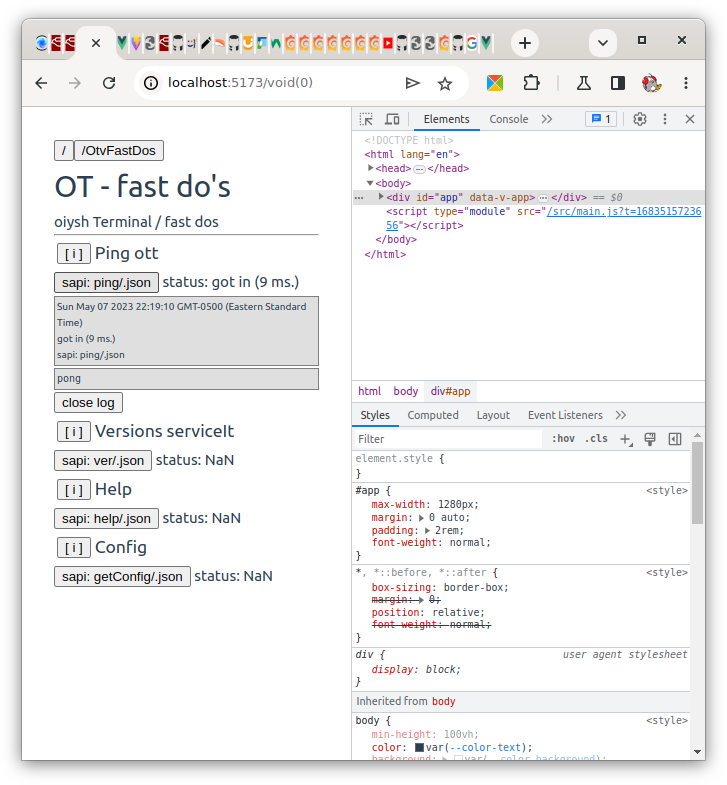 localhost:5173/void(0)
/ /OtvFastDos
OT - fast do's
oiysh Terminal / fast dos
[ i ] Ping ott
sapi: ping/.json status: got in (9 ms.)
Sun May 07 2023 22:19:10 GMT-0500 (Eastern Standard
Time)
got in (9 ms.)
sapi: ping/.json
pong
close log
[ i ] Versions serviceIt
sapi: ver/.json status: NaN
[ i ] Help
sapi: help/.json status: NaN
[ i ] Config
sapi: getConfig/.json status: NaN
Elements Console 1
<!DOCTYPE html>
<html lang="en">
<head> … </head>
<body>
<div id="app" data-v-app> … </div> == $0
<script type="module" src="/src/main.js?t=16835157236
56"></script>
</body>
</html>
html body div#app
Styles Computed Layout Event Listeners
Filter :hov .cls
element.style {
}
#app { <style>
max-width: 1280px;
margin: 0 auto;
padding: 2rem;
font-weight: normal;
}
*, *::before, *::after { <style>
box-sizing: border-box;
margin: 0;
position: relative;
font-weight: normal;
}
div { user agent stylesheet
display: block;
}
Inherited from body
body { <style>
min-height: 100vh;
color: var(--color-text);
background: var(--color-background);